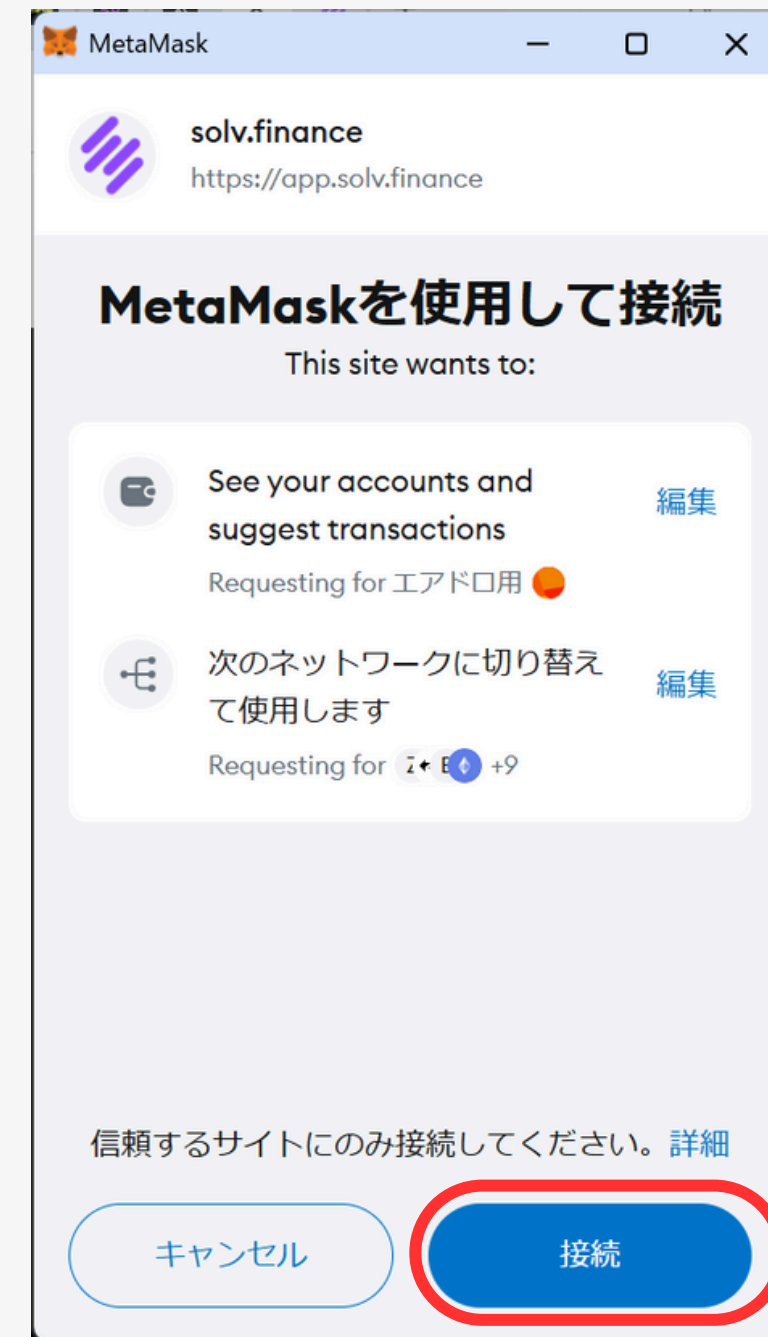 MetaMask
solv.finance
https://app.solv.finance
MetaMaskを使用して接続
This site wants to:
See your accounts and
suggest transactions
編集
Requesting for エアドロ用
次のネットワークに切り替え
て使用します
編集
Requesting for +9
信頼するサイトにのみ接続してください。詳細
キャンセル
接続